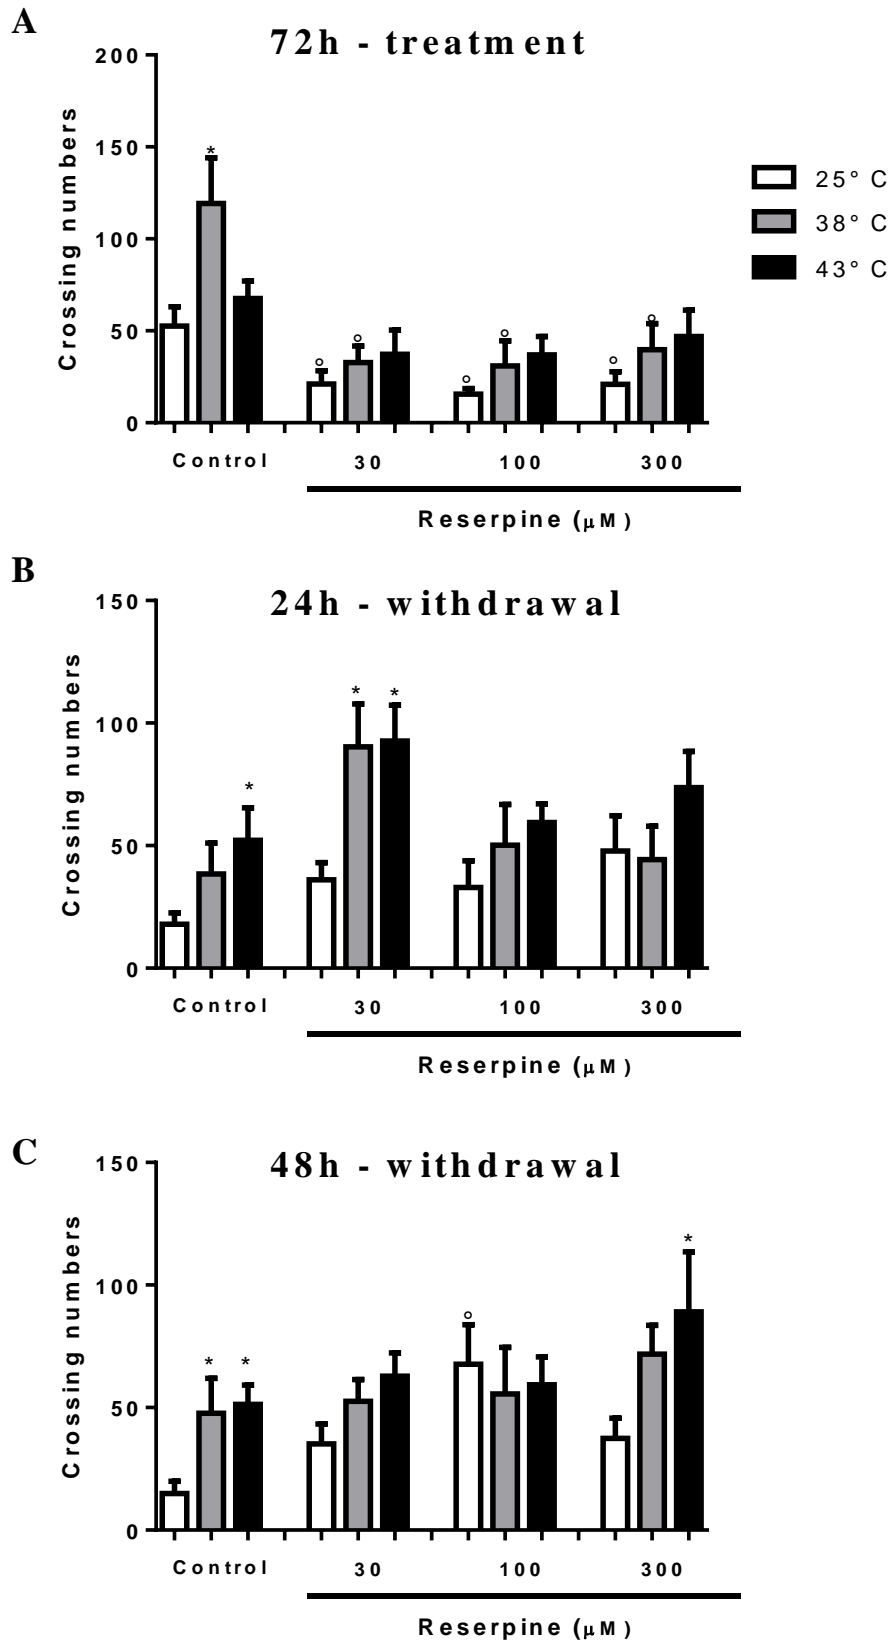 A
72h - treatment
200
150
100
50
0
Crossing numbers
*
° ° ° ° ° °
25° C
38° C
43° C
Control 30 100 300
Reserpine (μM)
B
24h - withdrawal
150
100
50
0
Crossing numbers
* * *
Control 30 100 300
Reserpine (μM)
C
48h - withdrawal
150
100
50
0
Crossing numbers
* * ° *
Control 30 100 300
Reserpine (μM)